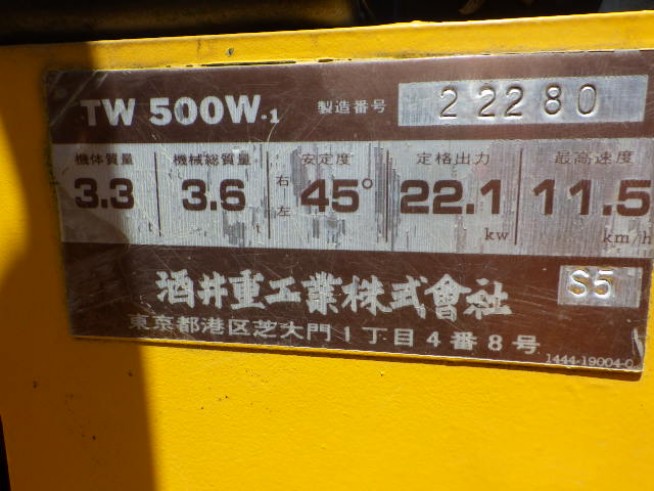 TW 500W-1 製造番号 22280
機体質量 機械総質量 安定度 定格出力 最高速度
3.3 3.6 右左 45° 22.1 kw 11.5 km/h
酒井重工業株式會社 S5
東京都港区芝大門1丁目4番8号
1444-19004-0